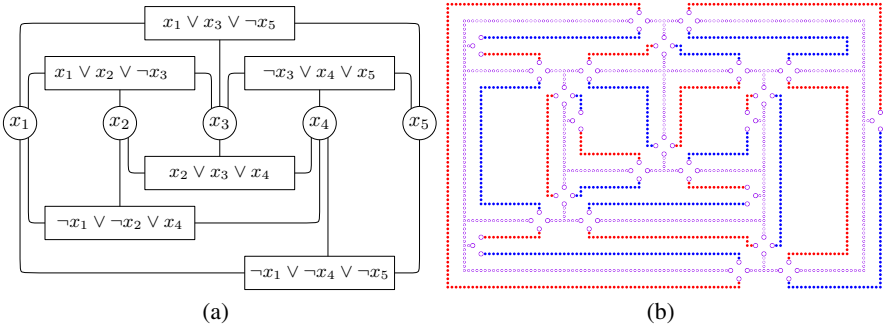 x₁ ∨ x₃ ∨ ¬x₅
x₁ ∨ x₂ ∨ ¬x₃
¬x₃ ∨ x₄ ∨ x₅
x₁ x₂ x₃ x₄ x₅
x₂ ∨ x₃ ∨ x₄
¬x₁ ∨ ¬x₂ ∨ x₄
¬x₁ ∨ ¬x₄ ∨ ¬x₅
(a) (b)